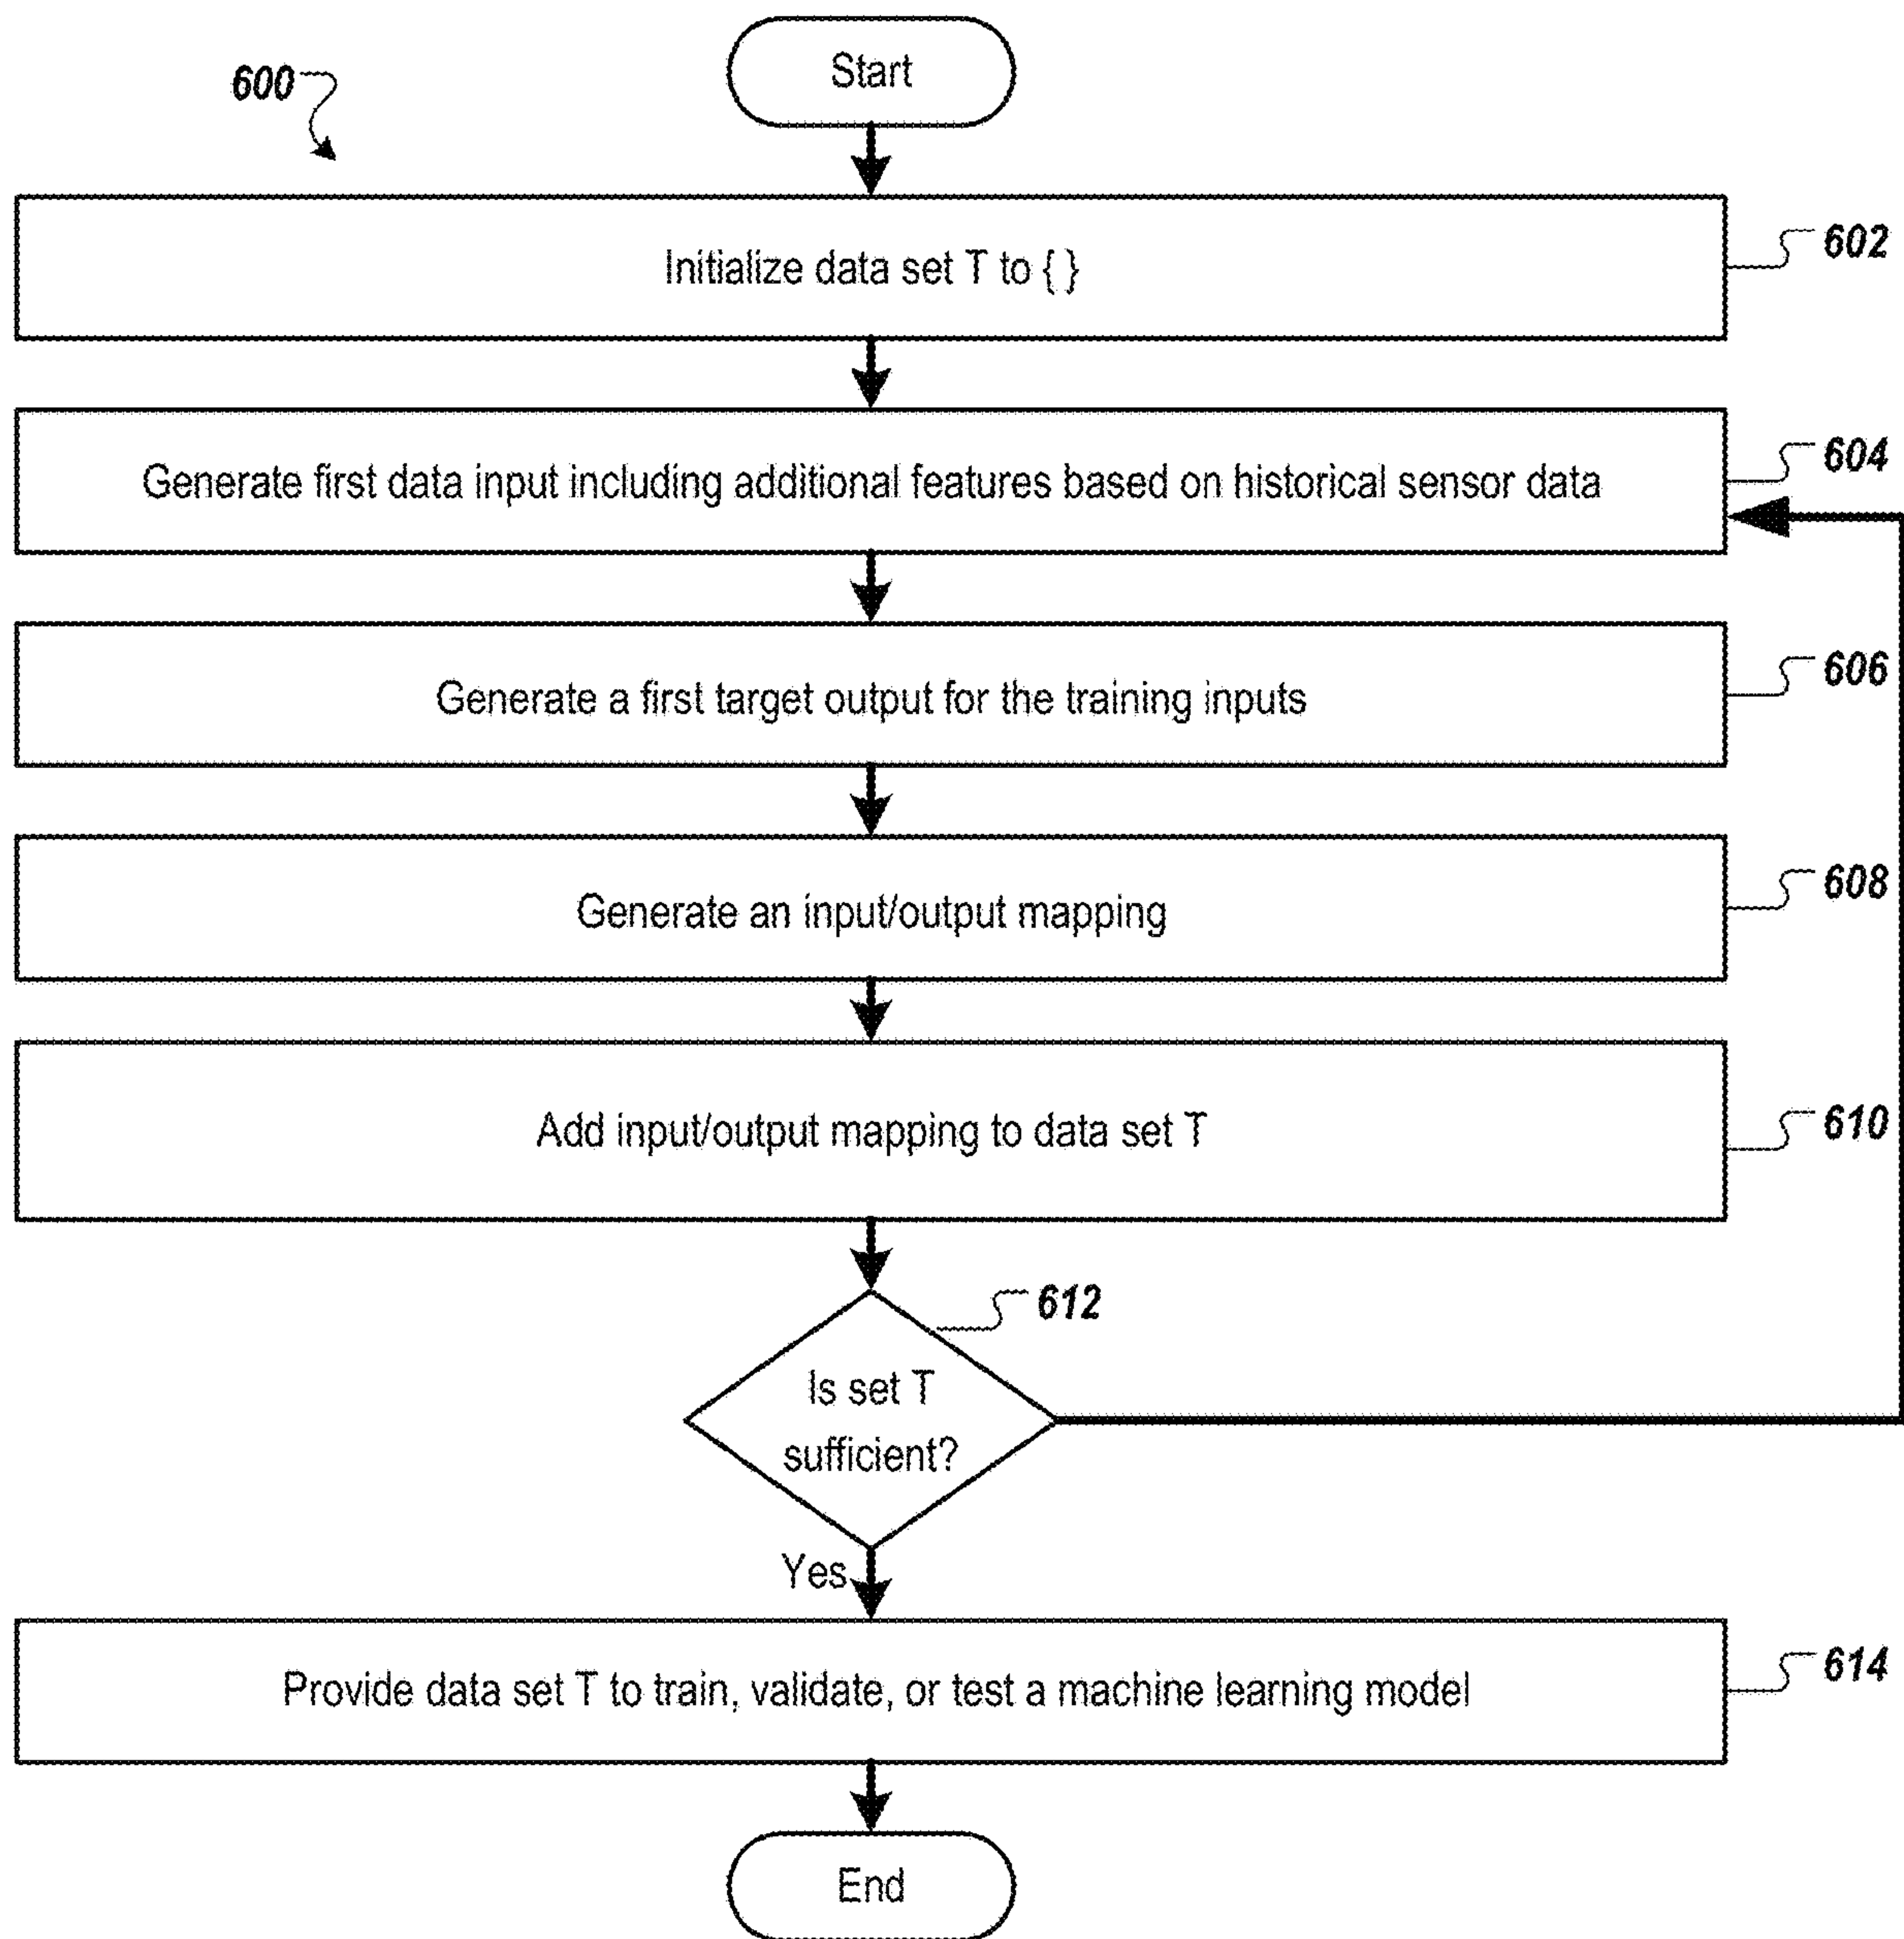 600
Start
Initialize data set T to { }
602
Generate first data input including additional features based on historical sensor data
604
Generate a first target output for the training inputs
606
Generate an input/output mapping
608
Add input/output mapping to data set T
610
612
Is set T
sufficient?
Yes
Provide data set T to train, validate, or test a machine learning model
614
End